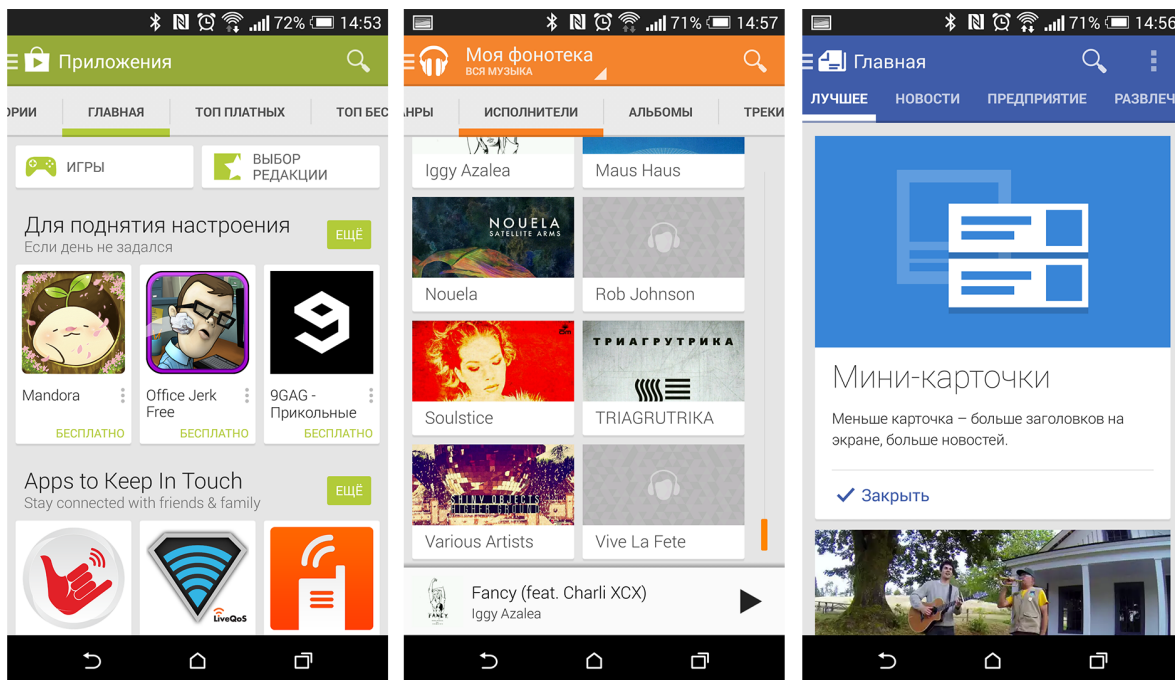 72% 14:53
Приложения
ОРИИ ГЛАВНАЯ ТОП ПЛАТНЫХ ТОП БЕС
ИГРЫ
ВЫБОР
РЕДАКЦИИ
Для поднятия настроения
Если день не задался
ЕЩЁ
Mandora
БЕСПЛАТНО
Office Jerk
Free
БЕСПЛАТНО
9GAG -
Прикольные
БЕСПЛАТНО
Apps to Keep In Touch
Stay connected with friends & family
ЕЩЁ
LiveQoS
71% 14:57
Моя фонотека
ВСЯ МУЗЫКА
АНРЫ ИСПОЛНИТЕЛИ АЛЬБОМЫ ТРЕКИ
Iggy Azalea
Maus Haus
NOUELA
SATELLITE ARMS
Nouela
Rob Johnson
Soulstice
ТРИАГРУТРИКА
TRIAGRUTRIKA
SHINY OBJECTS
HIGHER GROUND
Various Artists
Vive La Fete
FANCY
Fancy (feat. Charli XCX)
Iggy Azalea
71% 14:56
Главная
ЛУЧШЕЕ НОВОСТИ ПРЕДПРИЯТИЕ РАЗВЛЕЧ
Мини-карточки
Меньше карточка – больше заголовков на
экране, больше новостей.
Закрыть